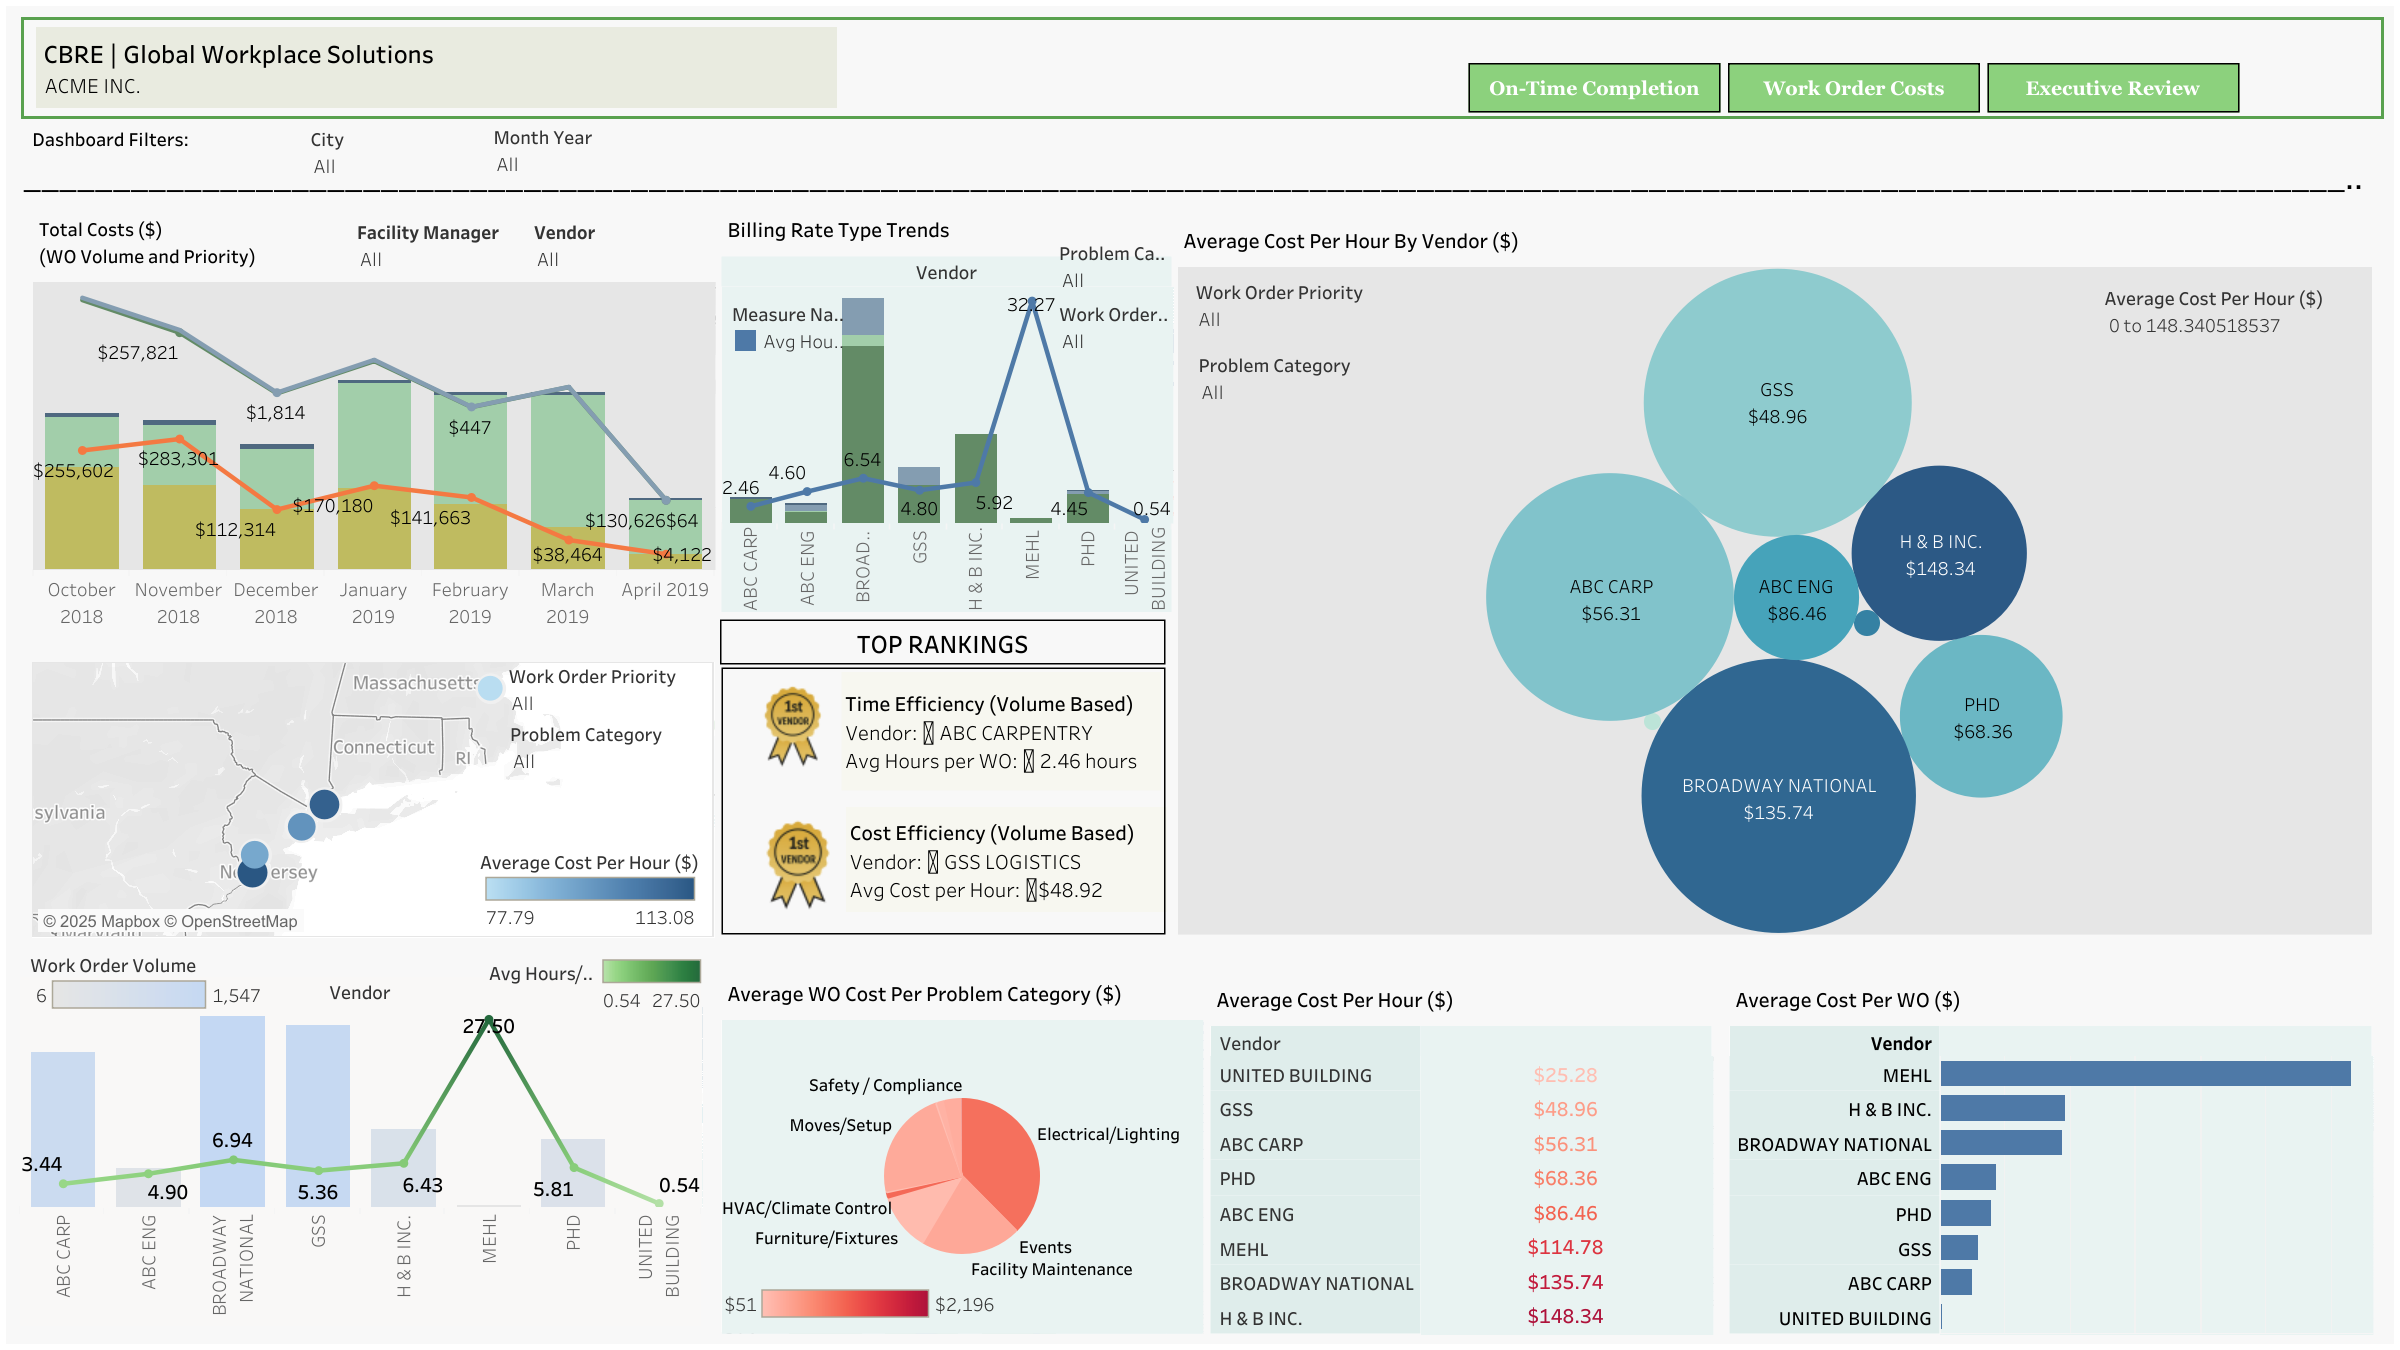 CBRE | Global Workplace Solutions
ACME INC.
On-Time Completion
Work Order Costs
Executive Review
Dashboard Filters:
City
All
Month Year
All
Total Costs ($)
(WO Volume and Priority)
Facility Manager
All
Vendor
All
$257,821
$1,814
$447
$255,602
$283,301
$112,314
$170,180
$141,663
$130,626
$64
$38,464
$4,122
October 2018
November 2018
December 2018
January 2019
February 2019
March 2019
April 2019
Billing Rate Type Trends
Vendor
Problem Ca..
All
Measure Na..
Avg Hou..
Work Order..
All
32.27
2.46
4.60
6.54
4.80
5.92
4.45
0.54
ABC CARP
ABC ENG
BROAD..
GSS
H & B INC.
MEHL
PHD
UNITED BUILDING
Average Cost Per Hour By Vendor ($)
Work Order Priority
All
Problem Category
All
Average Cost Per Hour ($)
0 to 148.340518537
GSS
$48.96
H & B INC.
$148.34
ABC CARP
$56.31
ABC ENG
$86.46
PHD
$68.36
BROADWAY NATIONAL
$135.74
Massachusetts
Connecticut
RI
sylvania
ersey
Work Order Priority
All
Problem Category
All
Average Cost Per Hour ($)
77.79
113.08
© 2025 Mapbox © OpenStreetMap
TOP RANKINGS
1st
VENDOR
Time Efficiency (Volume Based)
Vendor: ABC CARPENTRY
Avg Hours per WO: 2.46 hours
1st
VENDOR
Cost Efficiency (Volume Based)
Vendor: GSS LOGISTICS
Avg Cost per Hour: $48.92
Work Order Volume
6
1,547
Vendor
Avg Hours/..
0.54 27.50
27.50
3.44
4.90
6.94
5.36
6.43
5.81
0.54
ABC CARP
ABC ENG
BROADWAY NATIONAL
GSS
H & B INC.
MEHL
PHD
UNITED BUILDING
Average WO Cost Per Problem Category ($)
Safety / Compliance
Moves/Setup
Electrical/Lighting
HVAC/Climate Control
Furniture/Fixtures
Events
Facility Maintenance
$51
$2,196
Average Cost Per Hour ($)
Vendor
UNITED BUILDING $25.28
GSS $48.96
ABC CARP $56.31
PHD $68.36
ABC ENG $86.46
MEHL $114.78
BROADWAY NATIONAL $135.74
H & B INC. $148.34
Average Cost Per WO ($)
Vendor
MEHL
H & B INC.
BROADWAY NATIONAL
ABC ENG
PHD
GSS
ABC CARP
UNITED BUILDING